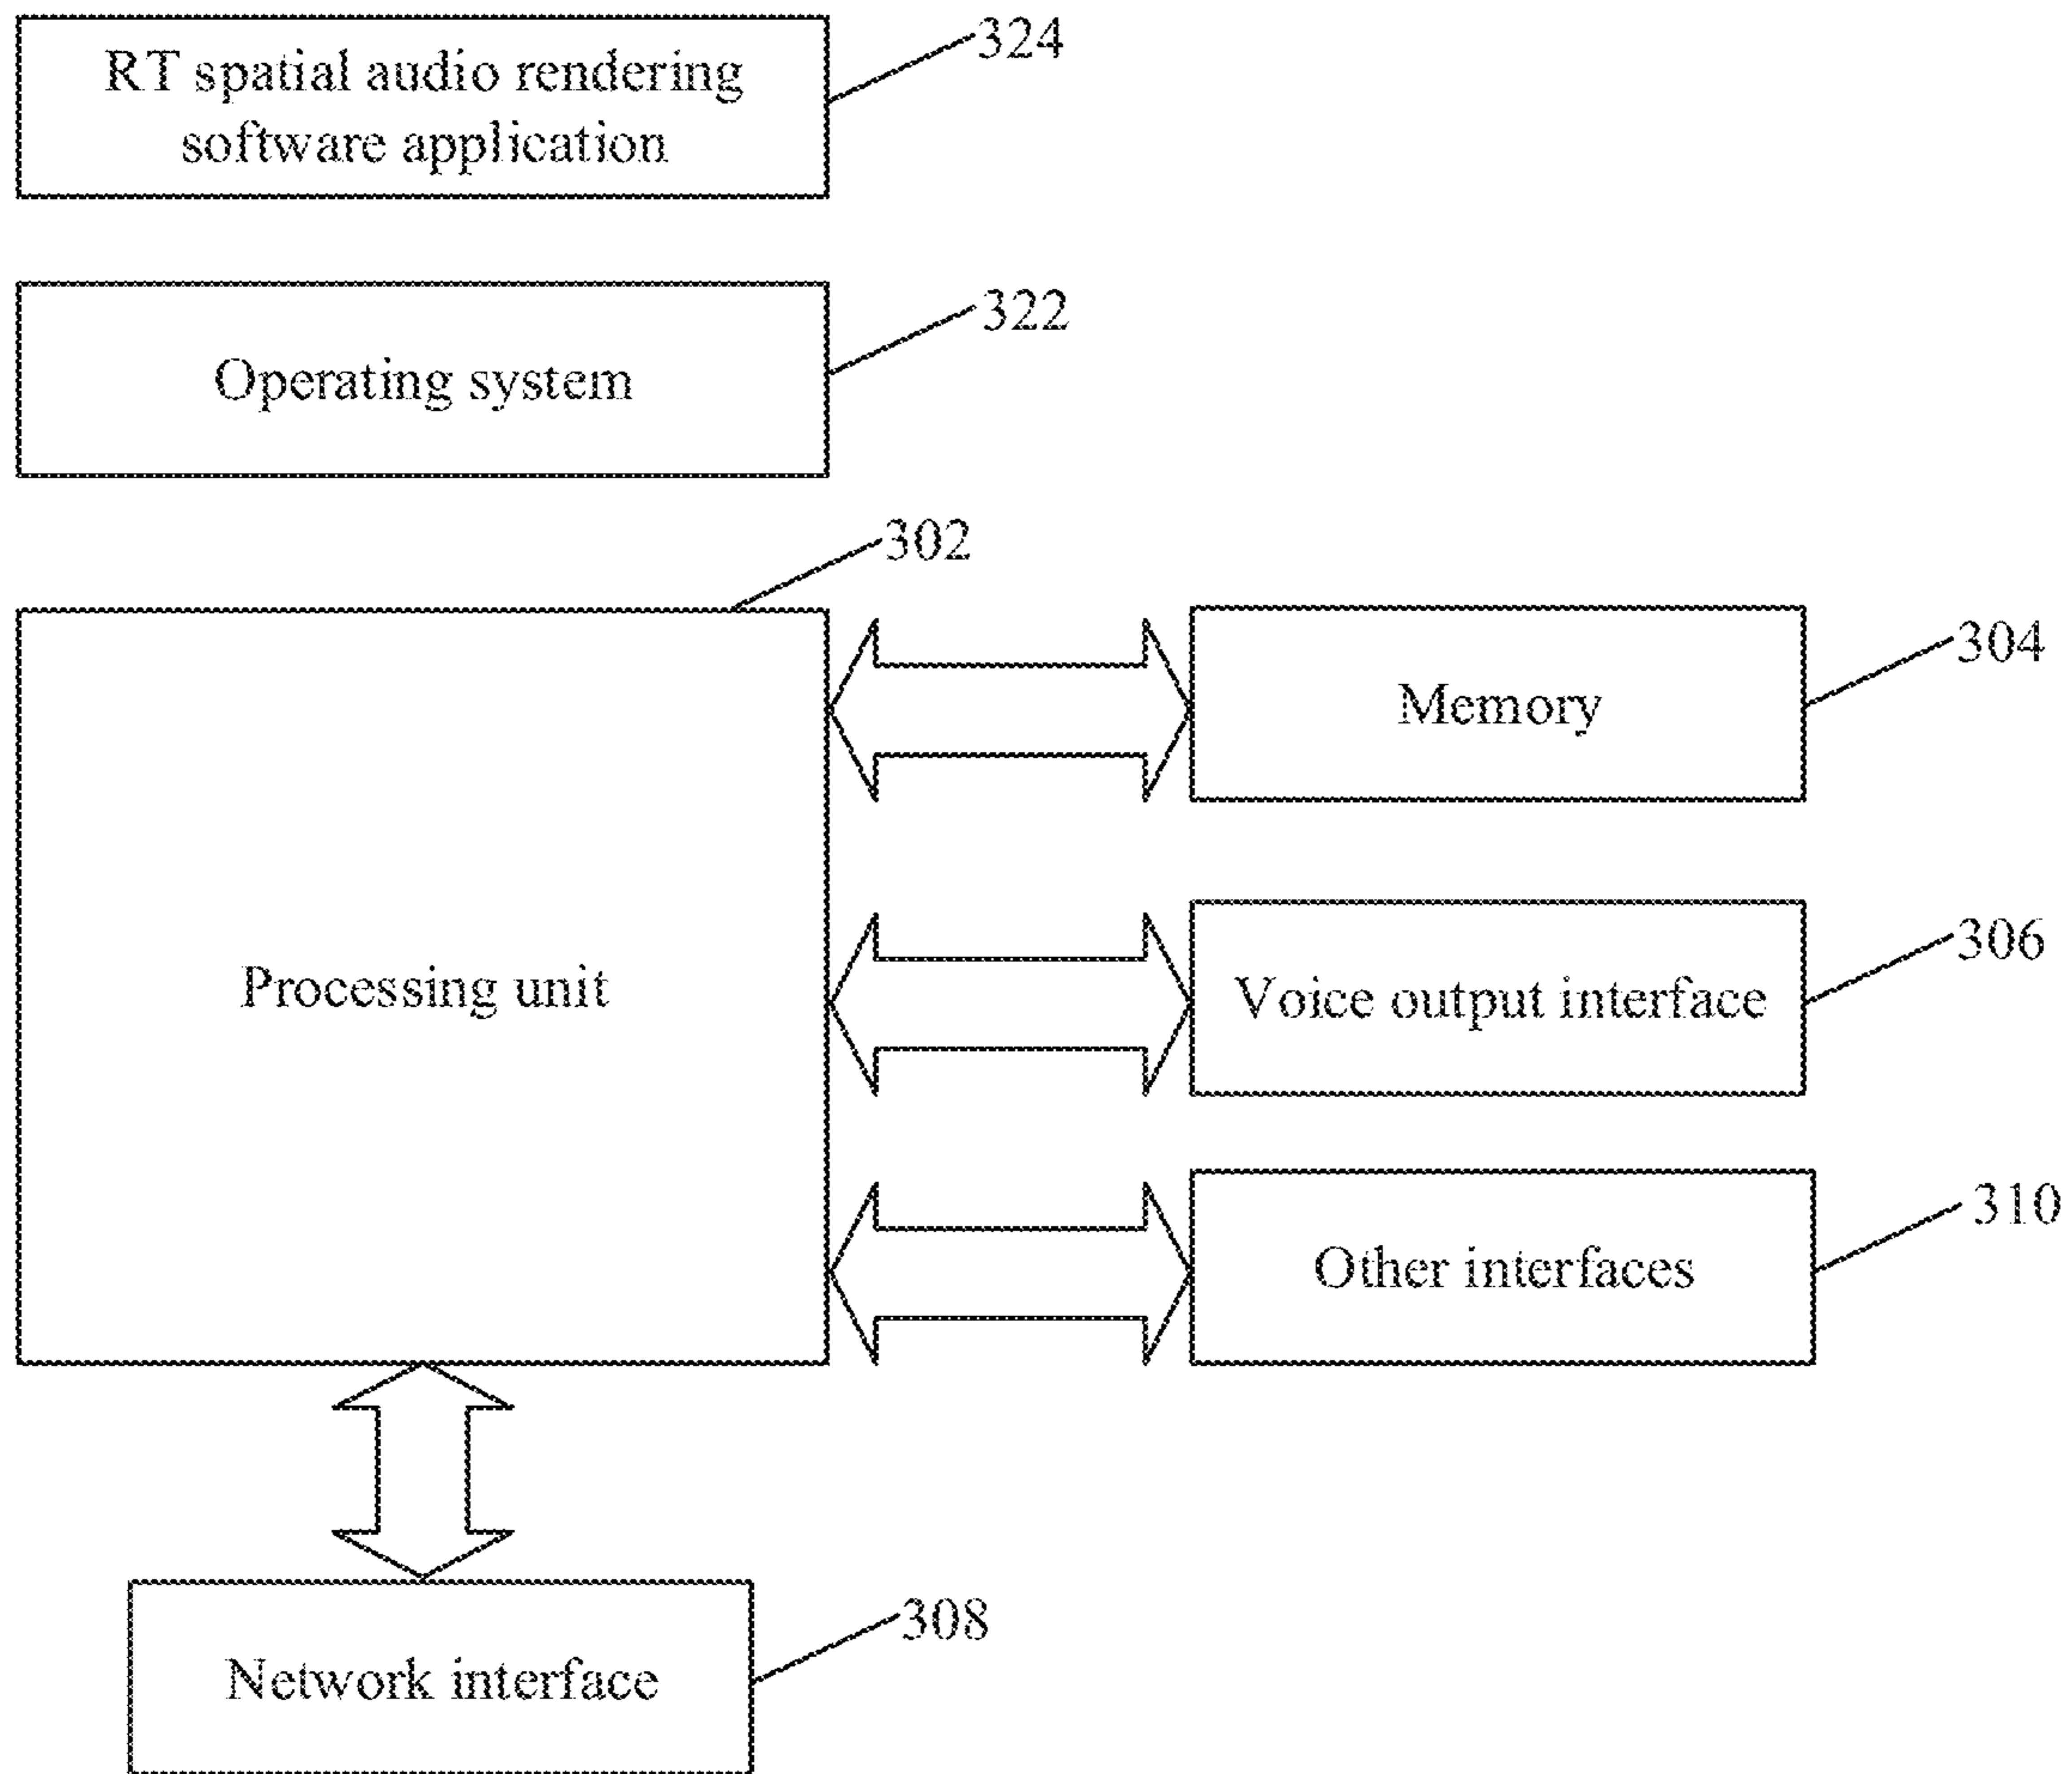 RT spatial audio rendering
software application
324
Operating system
322
302
Processing unit
Memory
304
Voice output interface
306
Other interfaces
310
Network interface
308